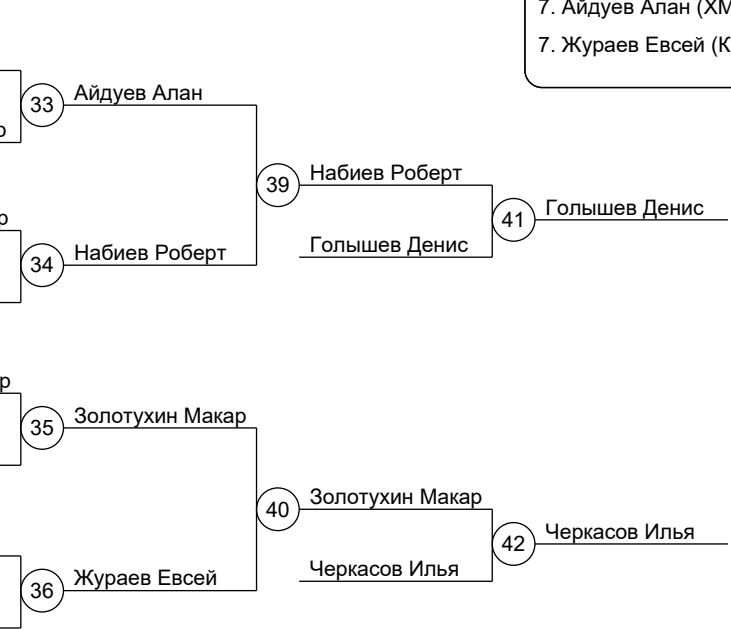 7. Айдуев Алан (ХМ
7. Жураев Евсей (К
33 Айдуев Алан
39 Набиев Роберт
41 Голышев Денис
34 Набиев Роберт
Голышев Денис
35 Золотухин Макар
40 Золотухин Макар
42 Черкасов Илья
Черкасов Илья
36 Жураев Евсей